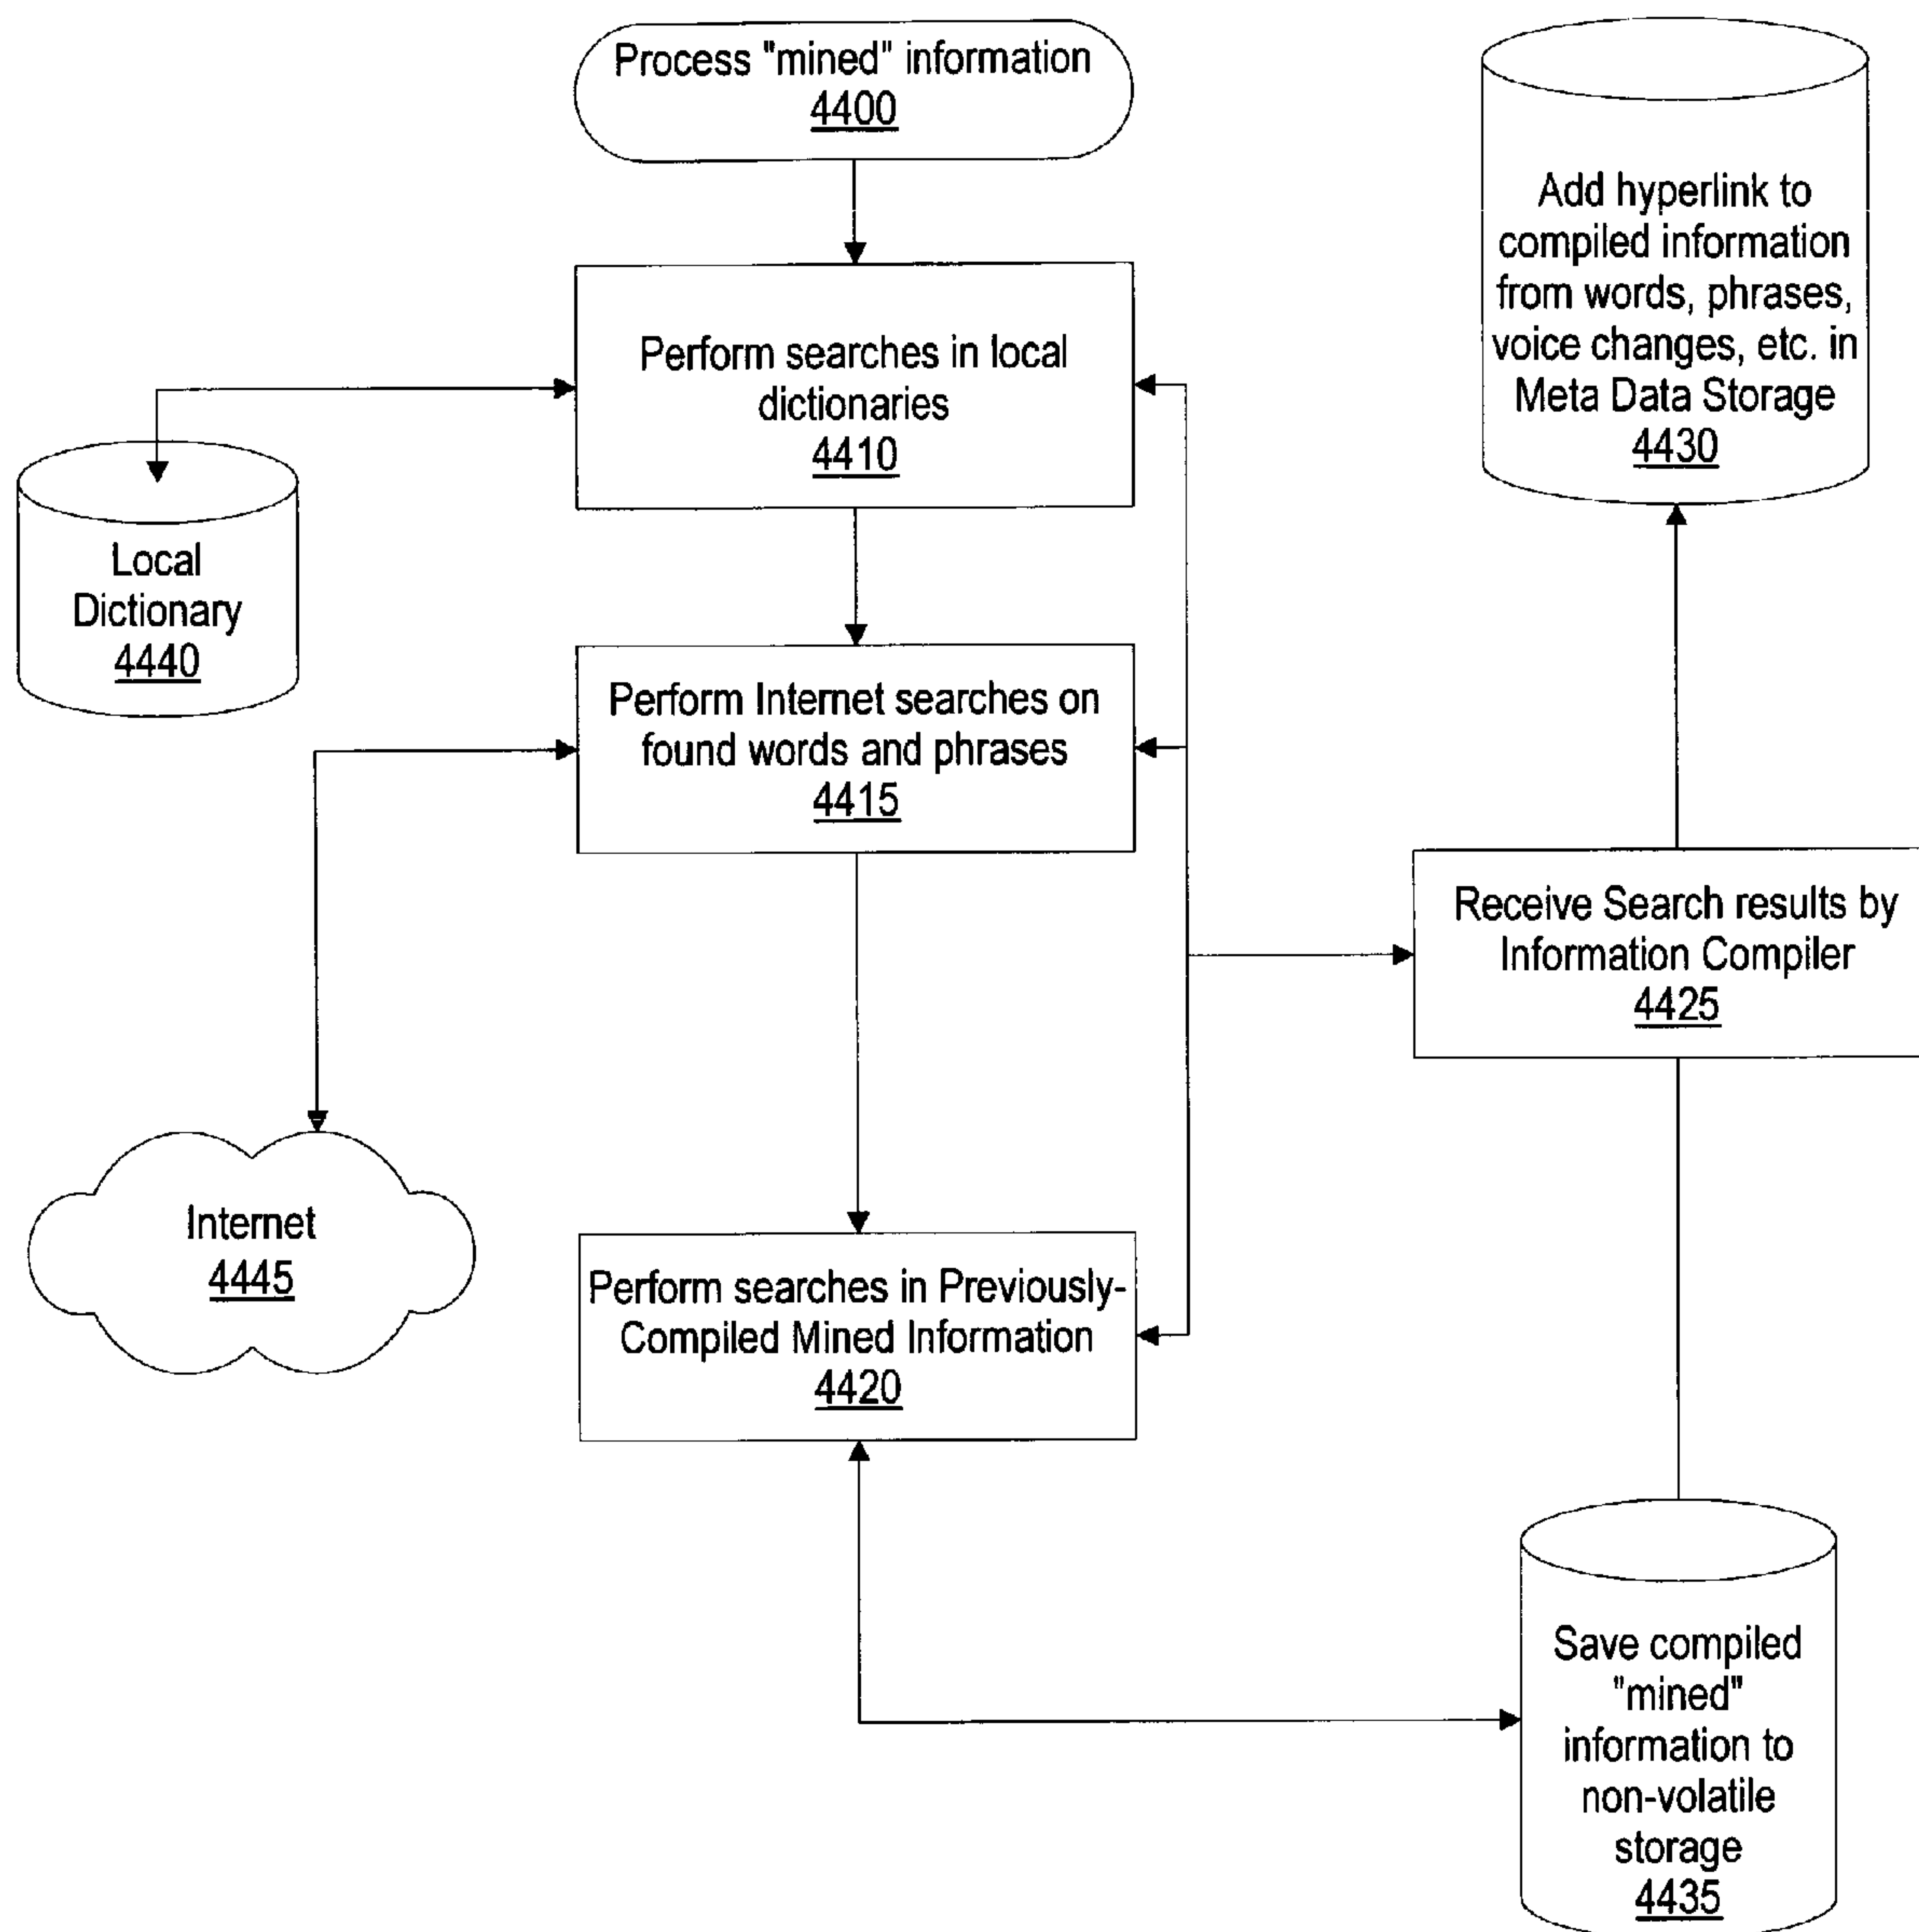 Process "mined" information
4400
Add hyperlink to
compiled information
from words, phrases,
voice changes, etc. in
Meta Data Storage
4430
Perform searches in local
dictionaries
4410
Local
Dictionary
4440
Perform Internet searches on
found words and phrases
4415
Receive Search results by
Information Compiler
4425
Internet
4445
Perform searches in Previously-
Compiled Mined Information
4420
Save compiled
"mined"
information to
non-volatile
storage
4435